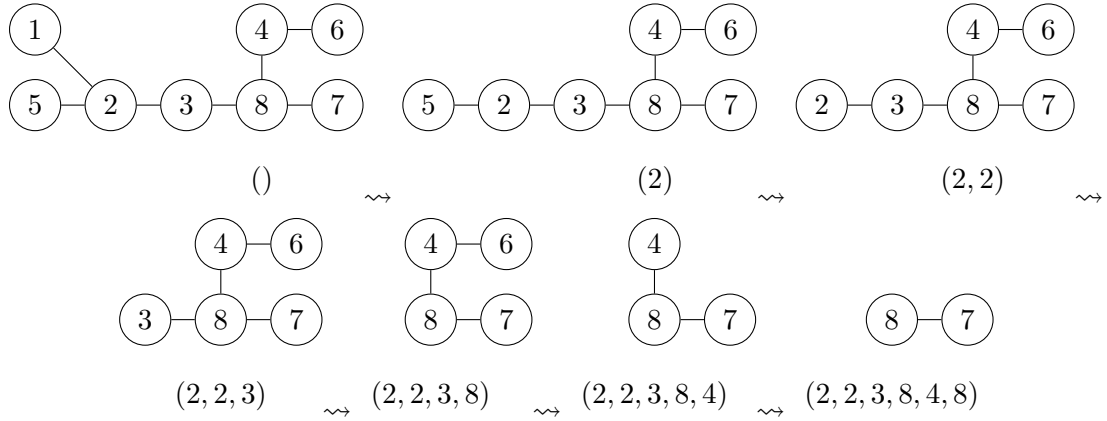 1 4 6 4 6 4 6
5 2 3 8 7 5 2 3 8 7 2 3 8 7
() ⇝ (2) ⇝ (2, 2) ⇝
4 6 4 6 4
3 8 7 8 7 8 7 8 7
(2, 2, 3) ⇝ (2, 2, 3, 8) ⇝ (2, 2, 3, 8, 4) ⇝ (2, 2, 3, 8, 4, 8)